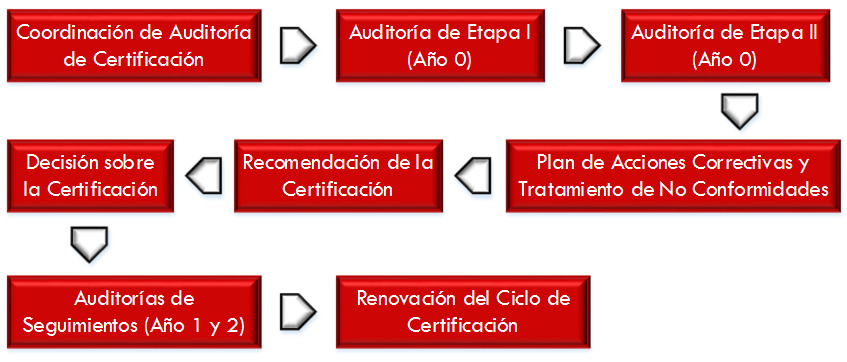 Coordinación de Auditoría
de Certificación
Auditoría de Etapa I
(Año 0)
Auditoría de Etapa II
(Año 0)
Plan de Acciones Correctivas y
Tratamiento de No Conformidades
Recomendación de la
Certificación
Decisión sobre
la Certificación
Auditorías de
Seguimientos (Año 1 y 2)
Renovación del Ciclo de
Certificación